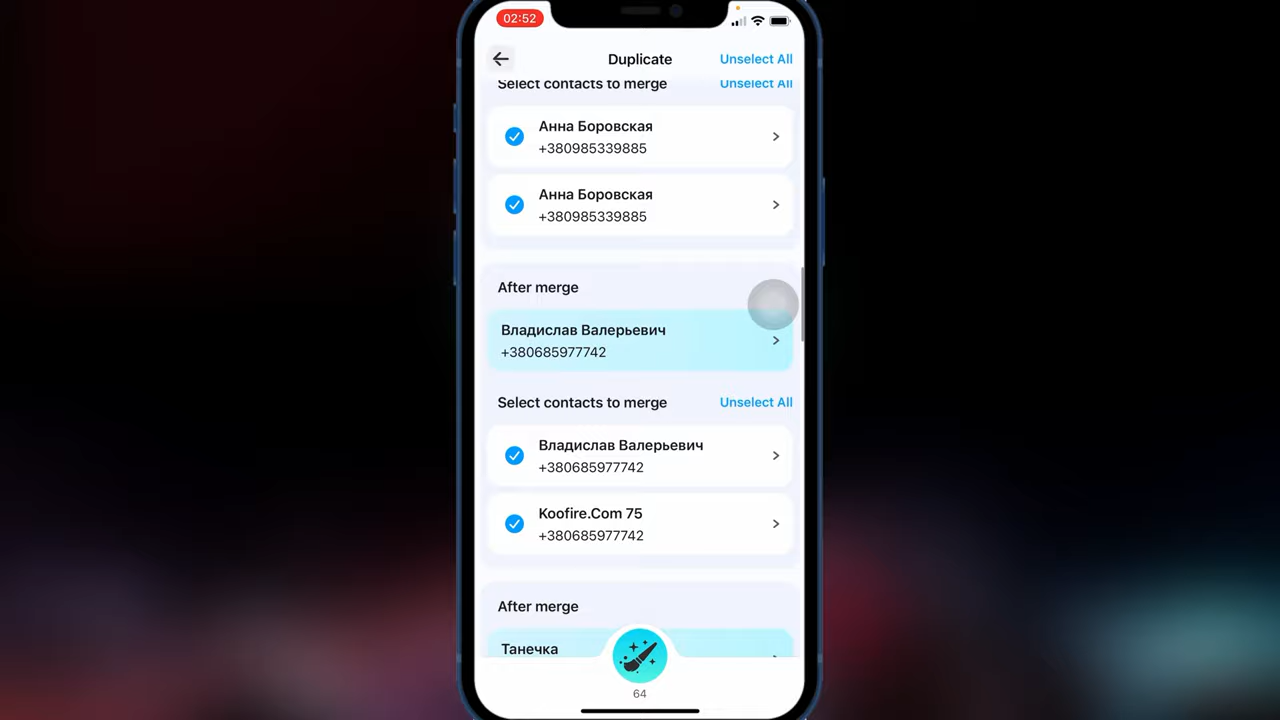 02:52
Duplicate
Unselect All
Select contacts to merge
Unselect All
Анна Боровская
+380985339885
Анна Боровская
+380985339885
After merge
Владислав Валерьевич
+380685977742
Select contacts to merge
Unselect All
Владислав Валерьевич
+380685977742
Koofire.Com 75
+380685977742
After merge
Танечка
64